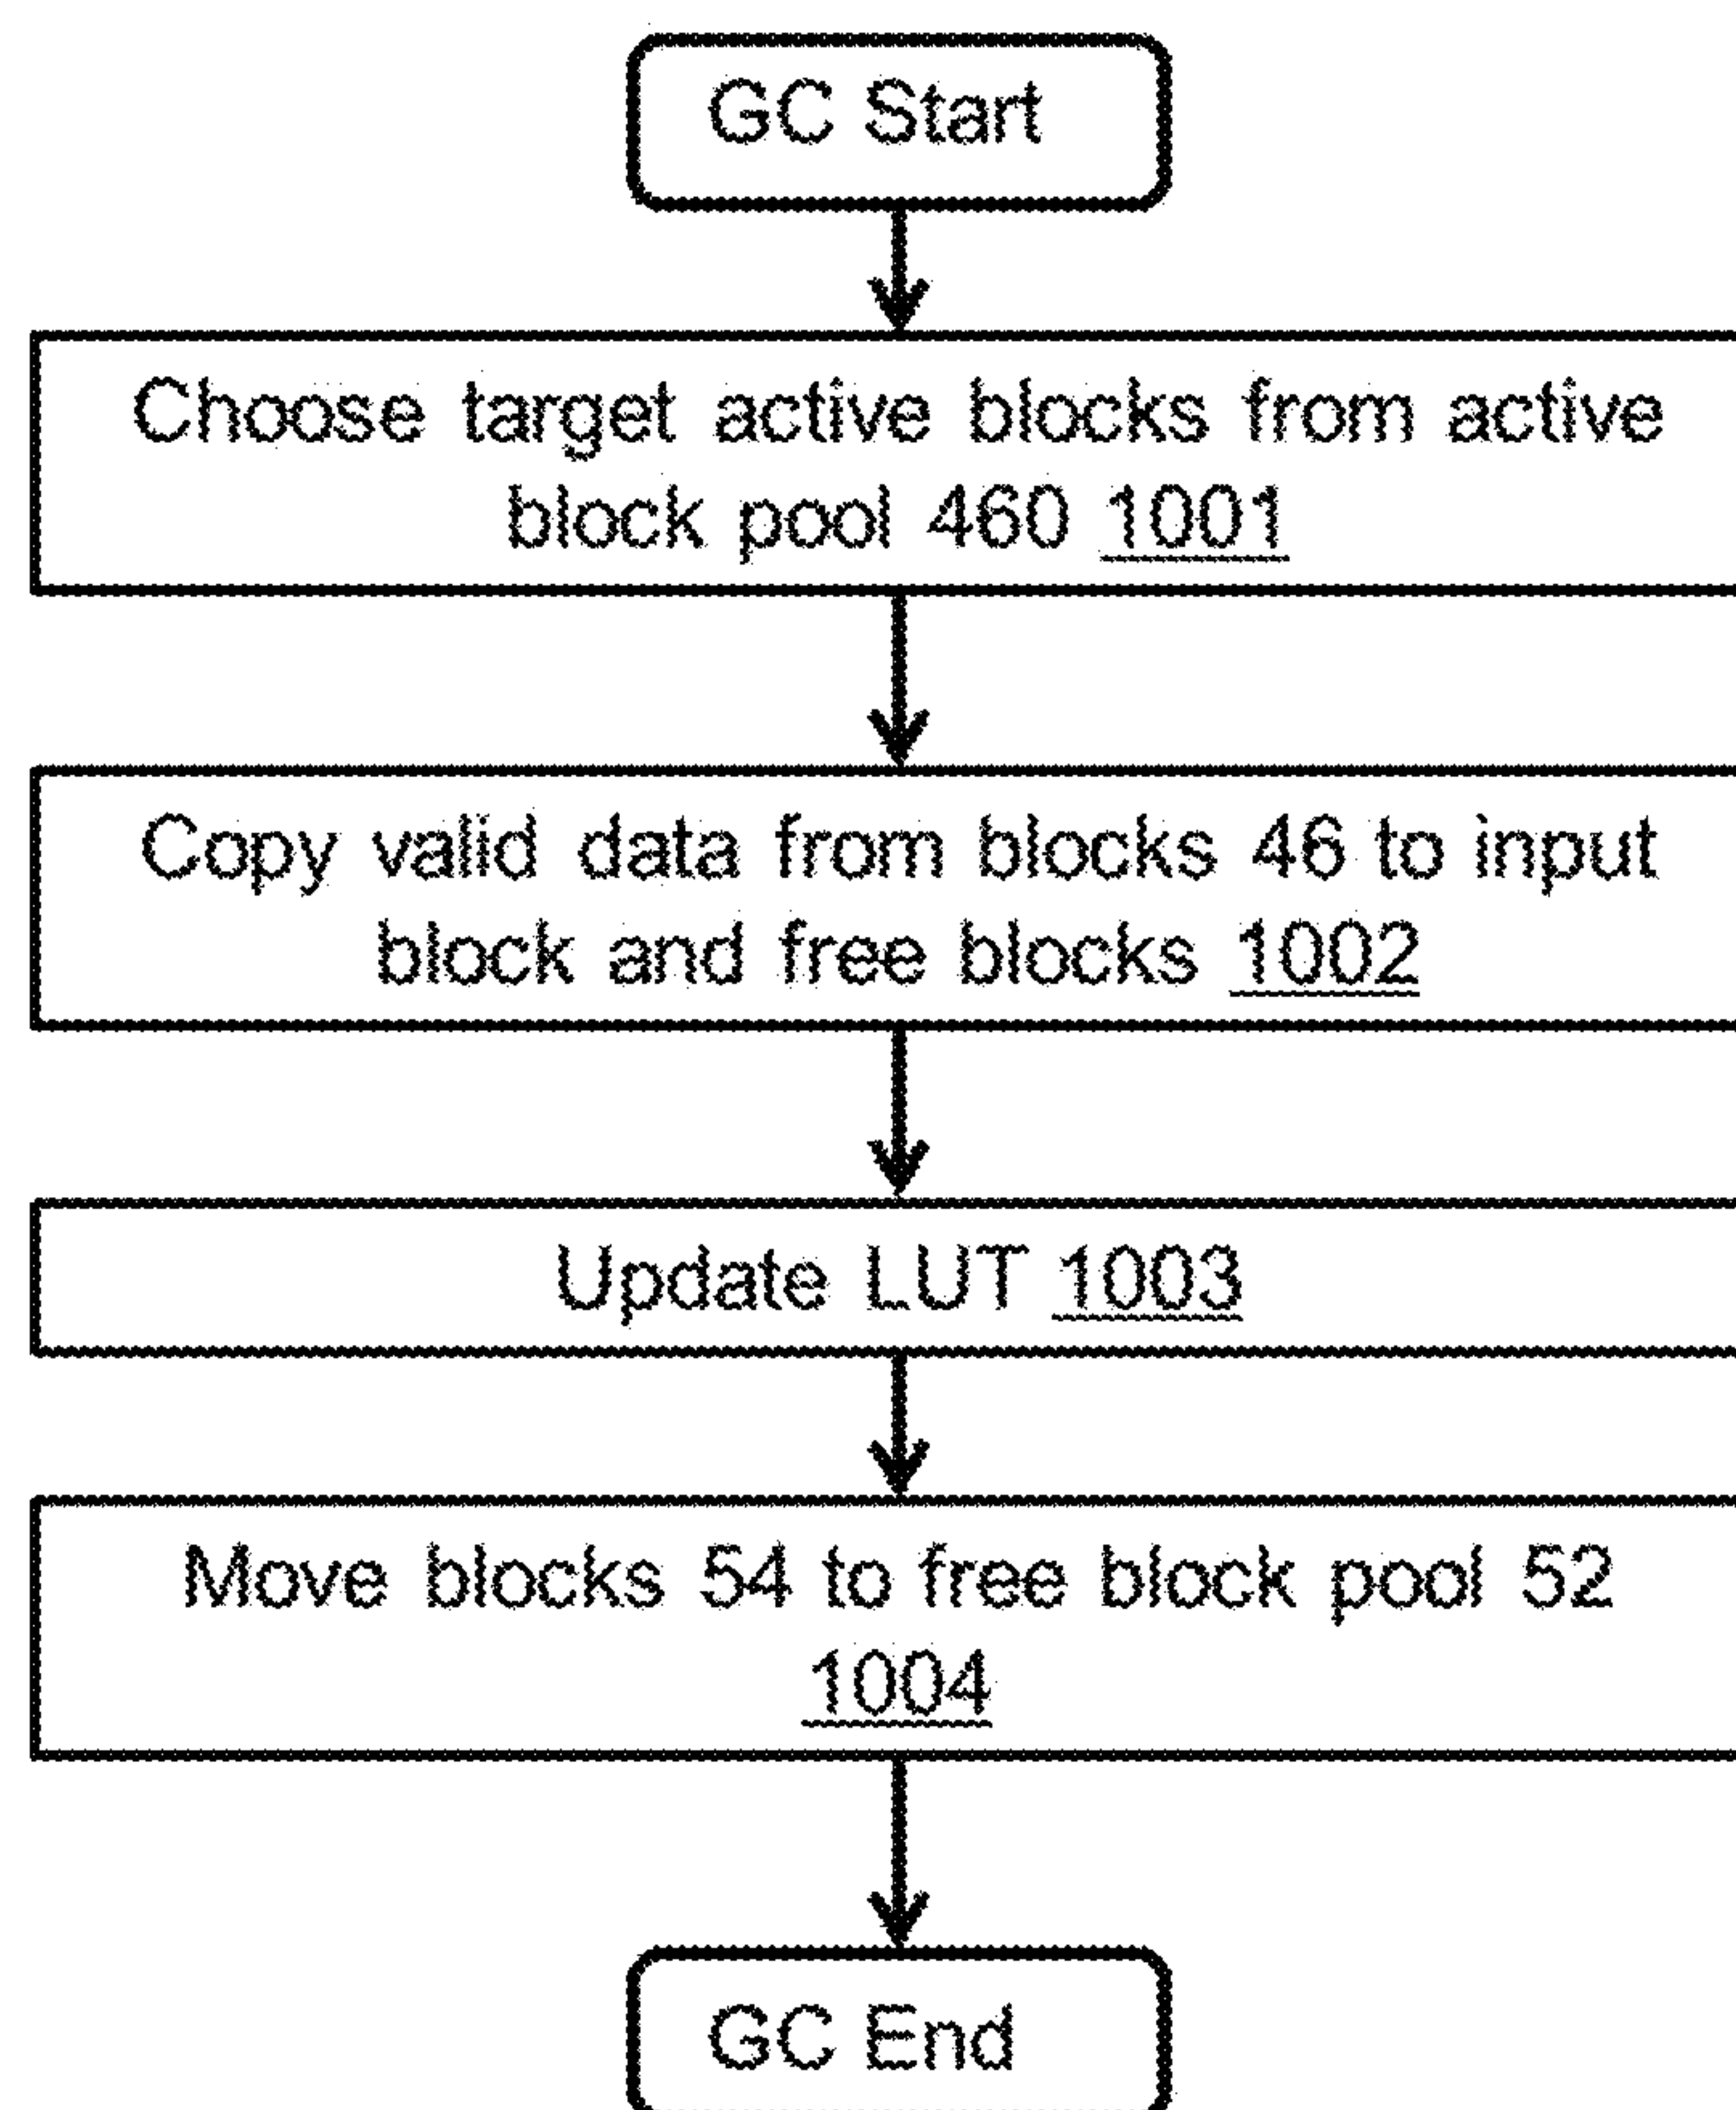 GC Start
Choose target active blocks from active
block pool 460 1001
Copy valid data from blocks 46 to input
block and free blocks 1002
Update LUT 1003
Move blocks 54 to free block pool 52
1004
GC End